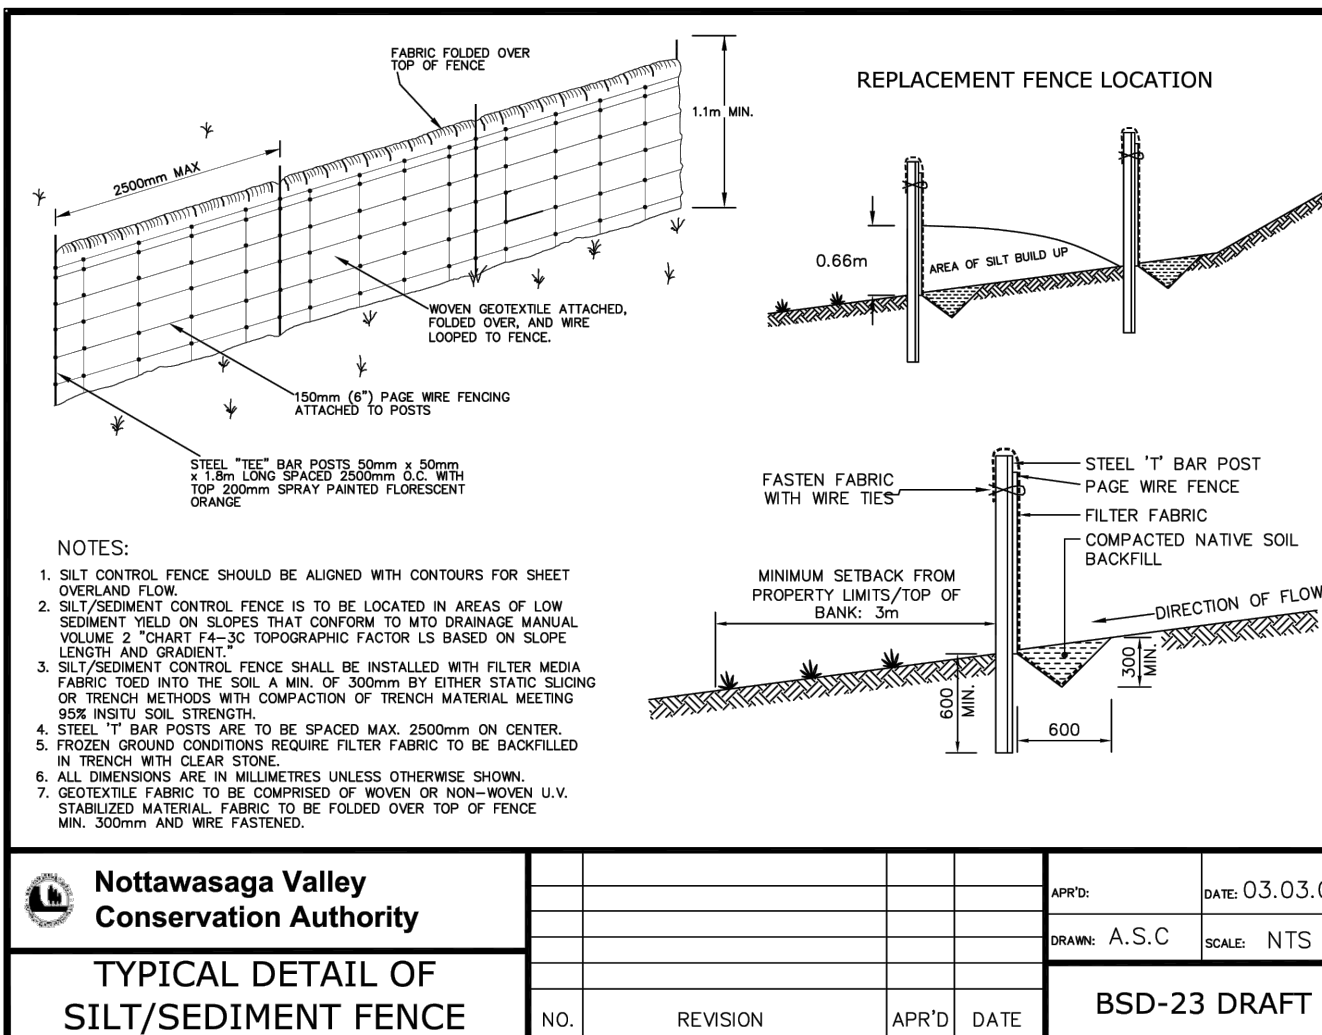 FABRIC FOLDED OVER
TOP OF FENCE
REPLACEMENT FENCE LOCATION
1.1m MIN.
2500mm MAX
0.66m
AREA OF SILT BUILD UP
WOVEN GEOTEXTILE ATTACHED,
FOLDED OVER, AND WIRE
LOOPED TO FENCE.
150mm (6") PAGE WIRE FENCING
ATTACHED TO POSTS
STEEL "TEE" BAR POSTS 50mm x 50mm
x 1.8m LONG SPACED 2500mm O.C. WITH
TOP 200mm SPRAY PAINTED FLORESCENT
ORANGE
FASTEN FABRIC
WITH WIRE TIES
STEEL 'T' BAR POST
PAGE WIRE FENCE
FILTER FABRIC
COMPACTED NATIVE SOIL
BACKFILL
MINIMUM SETBACK FROM
PROPERTY LIMITS/TOP OF
BANK: 3m
DIRECTION OF FLOW
300
MIN.
600
MIN.
600
NOTES:
1. SILT CONTROL FENCE SHOULD BE ALIGNED WITH CONTOURS FOR SHEET
OVERLAND FLOW.
2. SILT/SEDIMENT CONTROL FENCE IS TO BE LOCATED IN AREAS OF LOW
SEDIMENT YIELD ON SLOPES THAT CONFORM TO MTO DRAINAGE MANUAL
VOLUME 2 "CHART F4-3C TOPOGRAPHIC FACTOR LS BASED ON SLOPE
LENGTH AND GRADIENT."
3. SILT/SEDIMENT CONTROL FENCE SHALL BE INSTALLED WITH FILTER MEDIA
FABRIC TOED INTO THE SOIL A MIN. OF 300mm BY EITHER STATIC SLICING
OR TRENCH METHODS WITH COMPACTION OF TRENCH MATERIAL MEETING
95% INSITU SOIL STRENGTH.
4. STEEL 'T' BAR POSTS ARE TO BE SPACED MAX. 2500mm ON CENTER.
5. FROZEN GROUND CONDITIONS REQUIRE FILTER FABRIC TO BE BACKFILLED
IN TRENCH WITH CLEAR STONE.
6. ALL DIMENSIONS ARE IN MILLIMETRES UNLESS OTHERWISE SHOWN.
7. GEOTEXTILE FABRIC TO BE COMPRISED OF WOVEN OR NON-WOVEN U.V.
STABILIZED MATERIAL. FABRIC TO BE FOLDED OVER TOP OF FENCE
MIN. 300mm AND WIRE FASTENED.
Nottawasaga Valley
Conservation Authority
TYPICAL DETAIL OF
SILT/SEDIMENT FENCE
NO. REVISION APR'D DATE
APR'D: DATE: 03.03.0
DRAWN: A.S.C SCALE: NTS
BSD-23 DRAFT